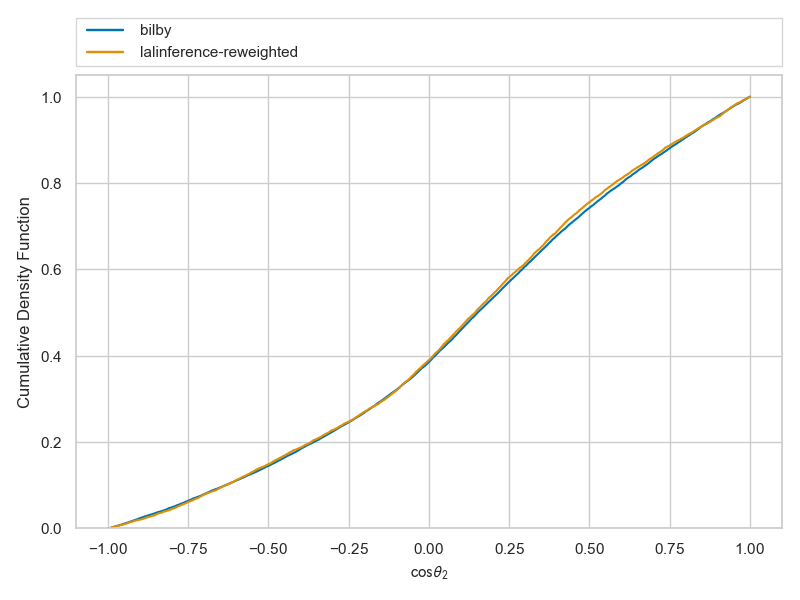 bilby
lalinference-reweighted
1.0
0.8
0.6
0.4
0.2
0.0
Cumulative Density Function
−1.00 −0.75 −0.50 −0.25 0.00 0.25 0.50 0.75 1.00
cosθ₂